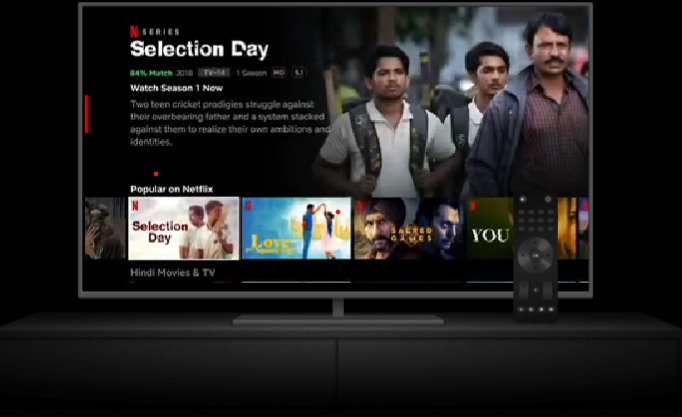 N SERIES
Selection Day
84% Match 2018 TV-14 1 Season HD 5.1
Watch Season 1 Now
Two teen cricket prodigies struggle against
their overbearing father and a system stacked
against them to realize their own ambitions and
identities.
Popular on Netflix
N N N N
Selection
Day
Love
SACRED
GAMES
YOU
Hindi Movies & TV